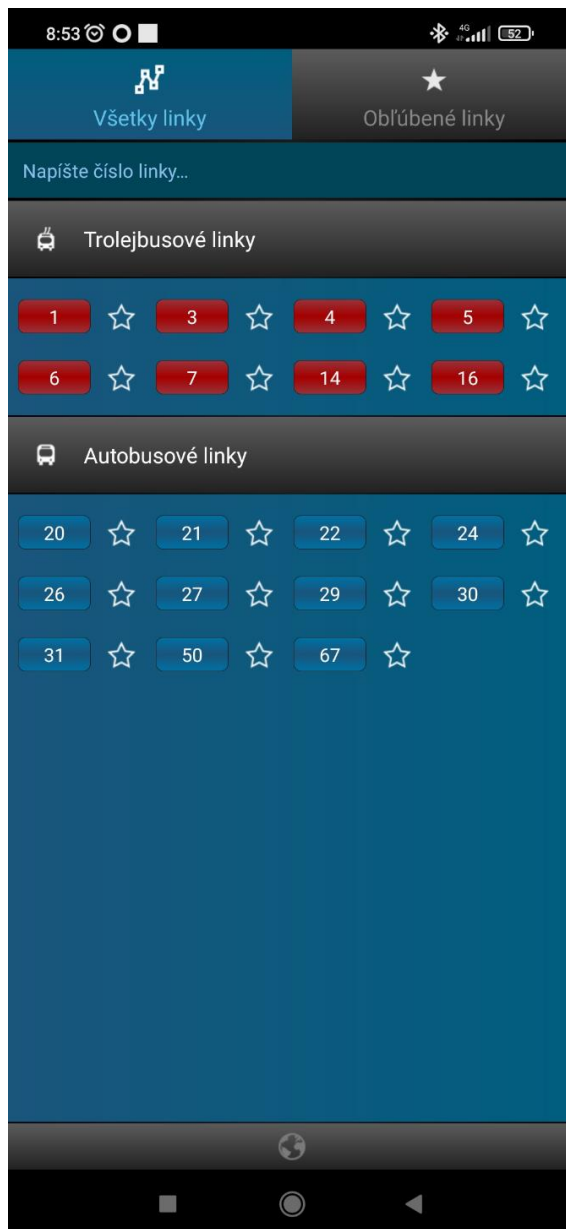 8:53 4G 52
Všetky linky Obľúbené linky
Napíšte číslo linky...
Trolejbusové linky
1 3 4 5
6 7 14 16
Autobusové linky
20 21 22 24
26 27 29 30
31 50 67